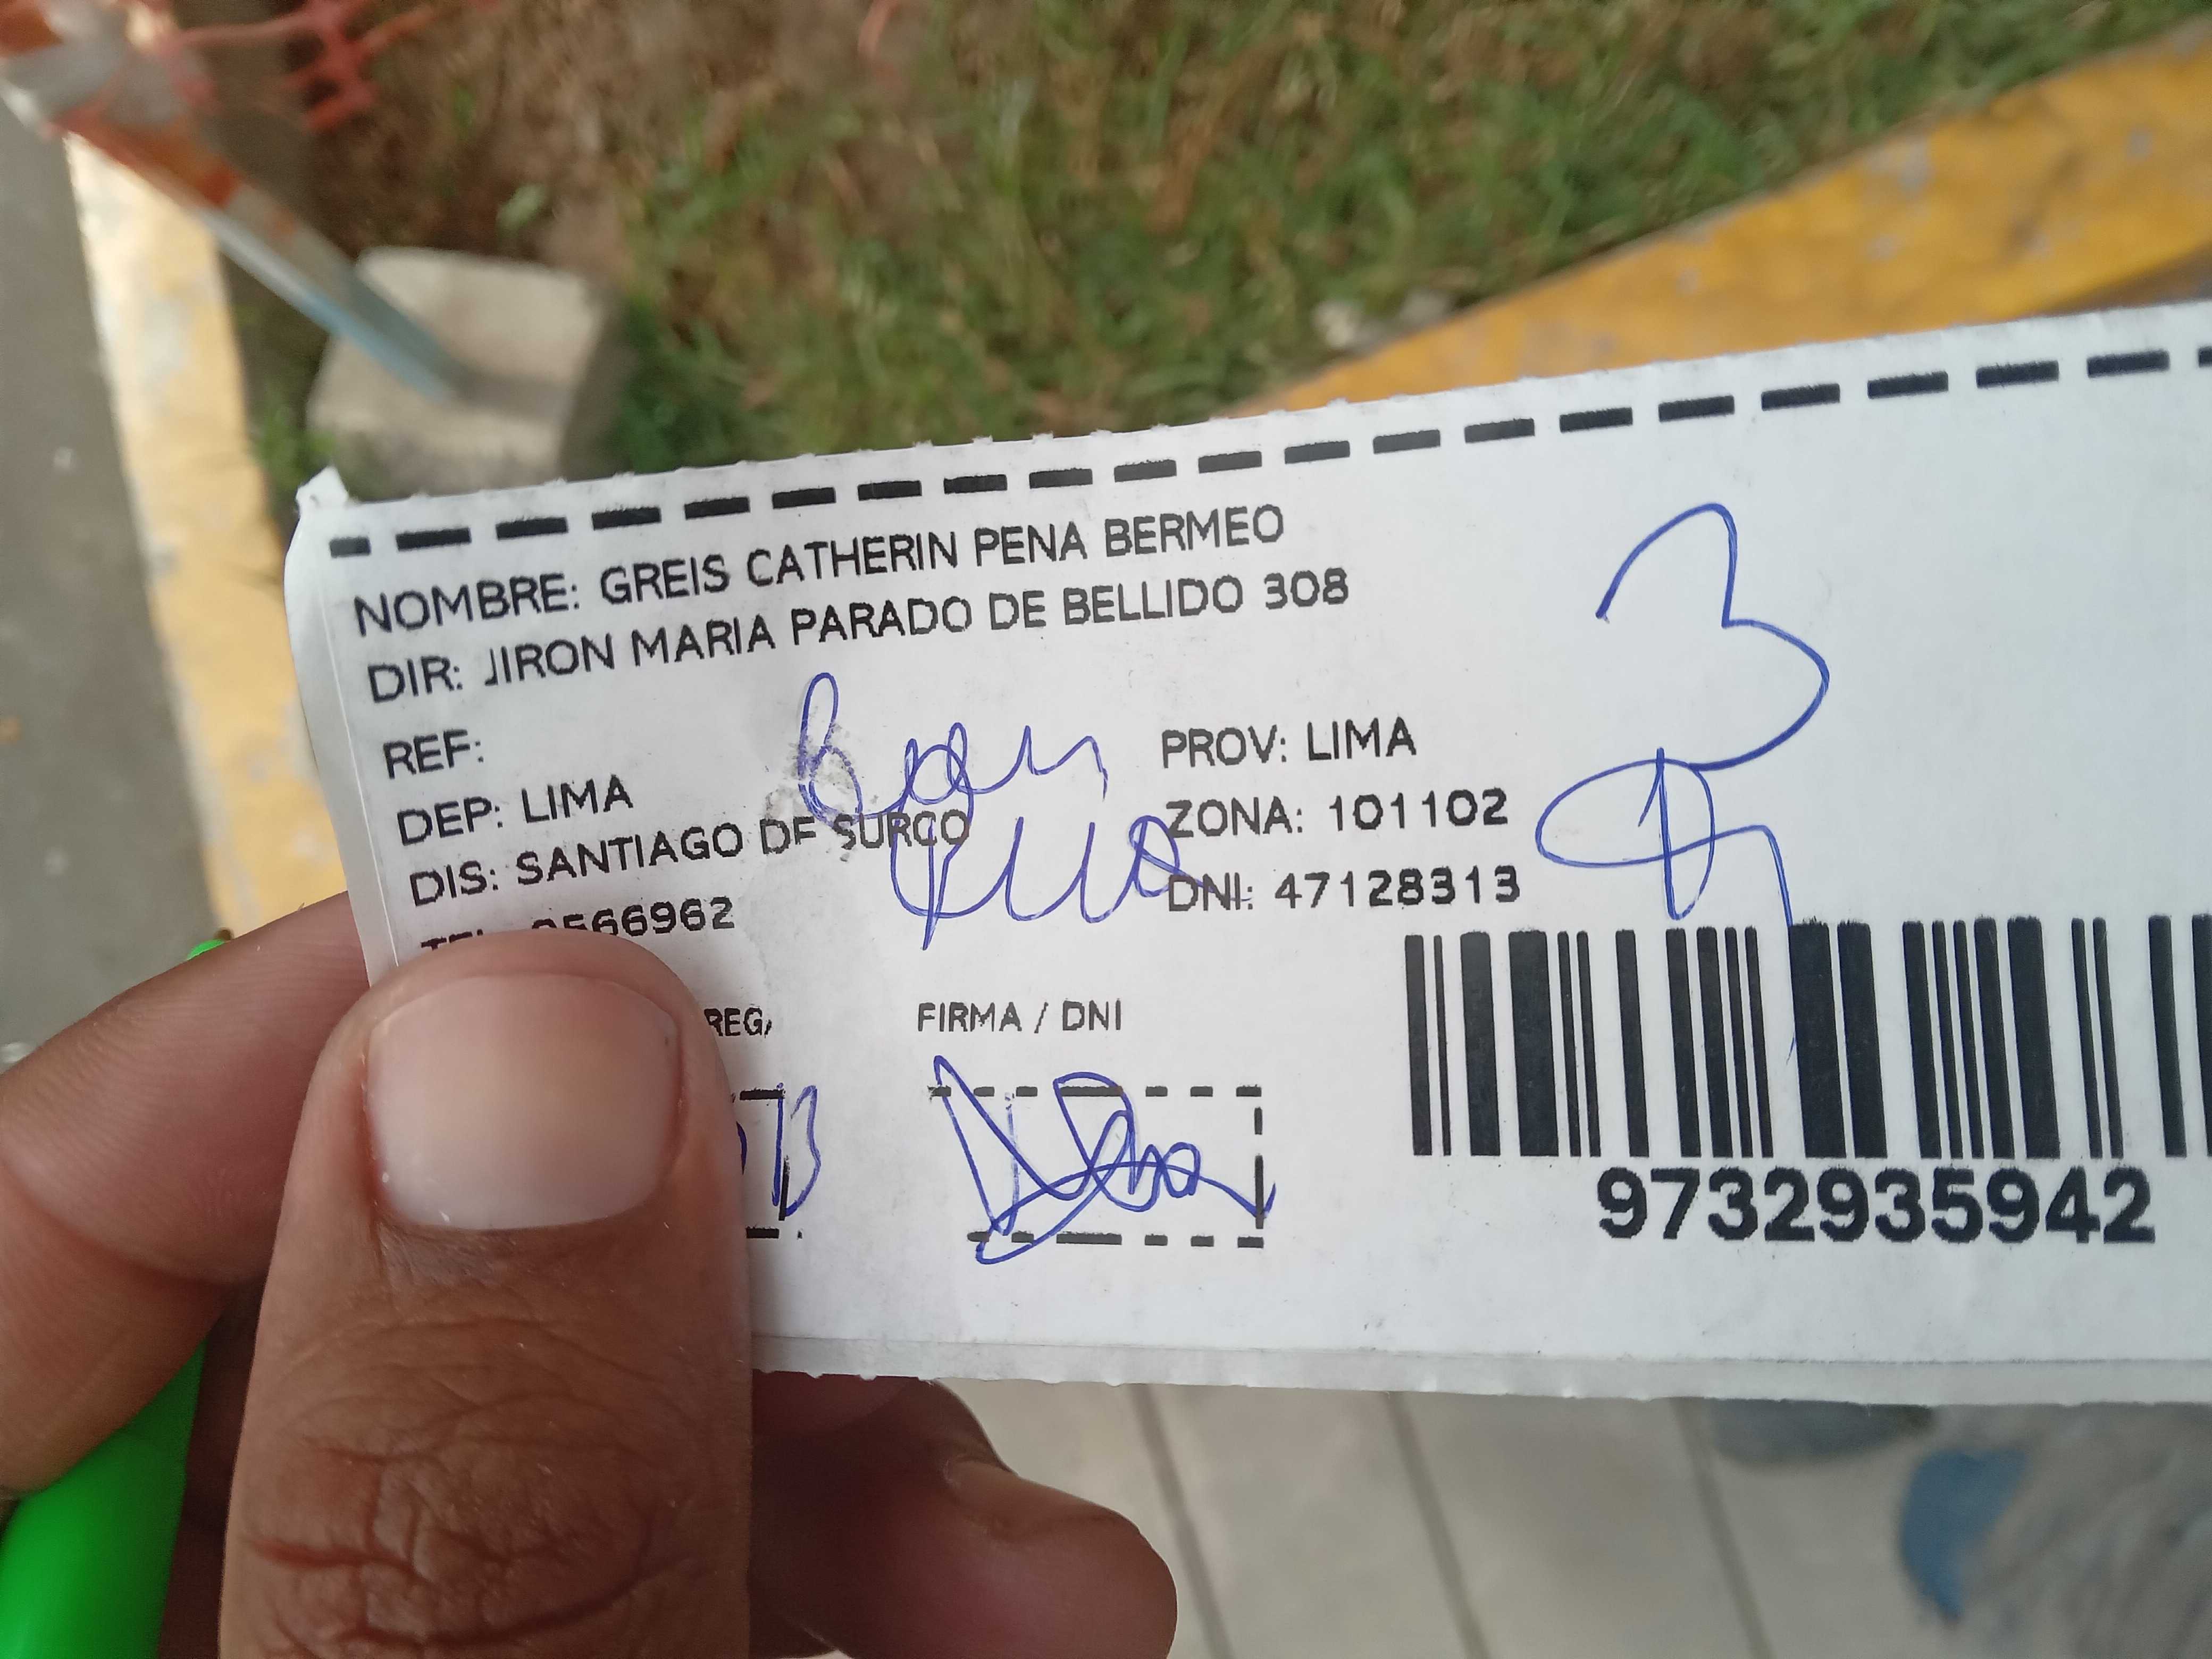 NOMBRE: GREIS CATHERIN PENA BERMEO
DIR: JIRON MARIA PARADO DE BELLIDO 308
REF:
DEP: LIMA
PROV: LIMA
DIS: SANTIAGO DE SURCO
ZONA: 101102
566962
DNI: 47128313
FIRMA / DNI
9732935942